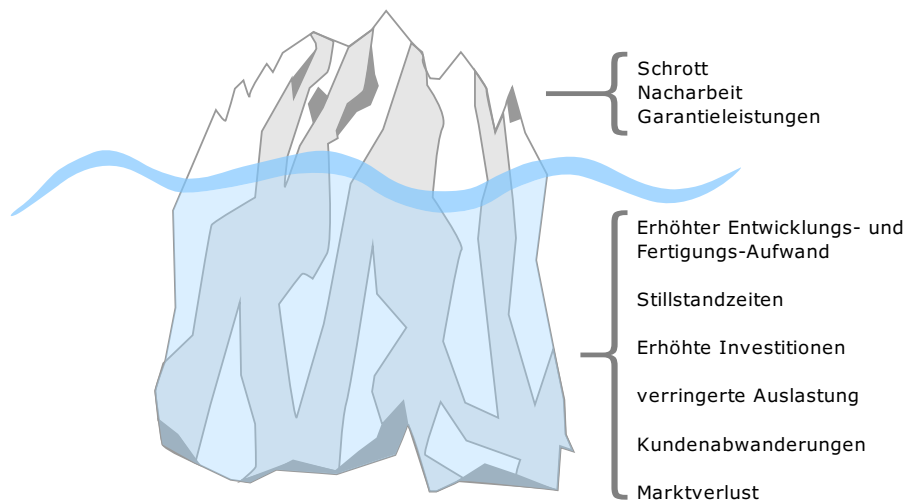 Schrott
Nacharbeit
Garantieleistungen
Erhöhter Entwicklungs- und
Fertigungs-Aufwand
Stillstandzeiten
Erhöhte Investitionen
verringerte Auslastung
Kundenabwanderungen
Marktverlust